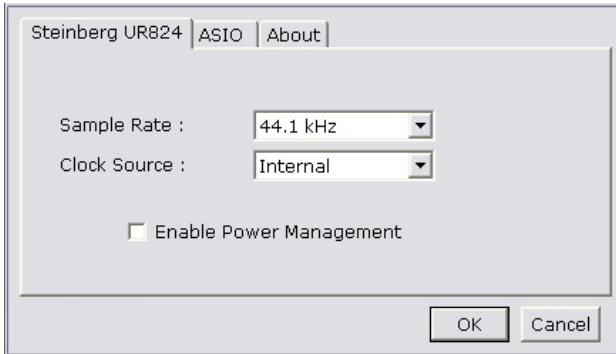 Steinberg UR824 ASIO About
Sample Rate : 44.1 kHz
Clock Source : Internal
Enable Power Management
OK Cancel